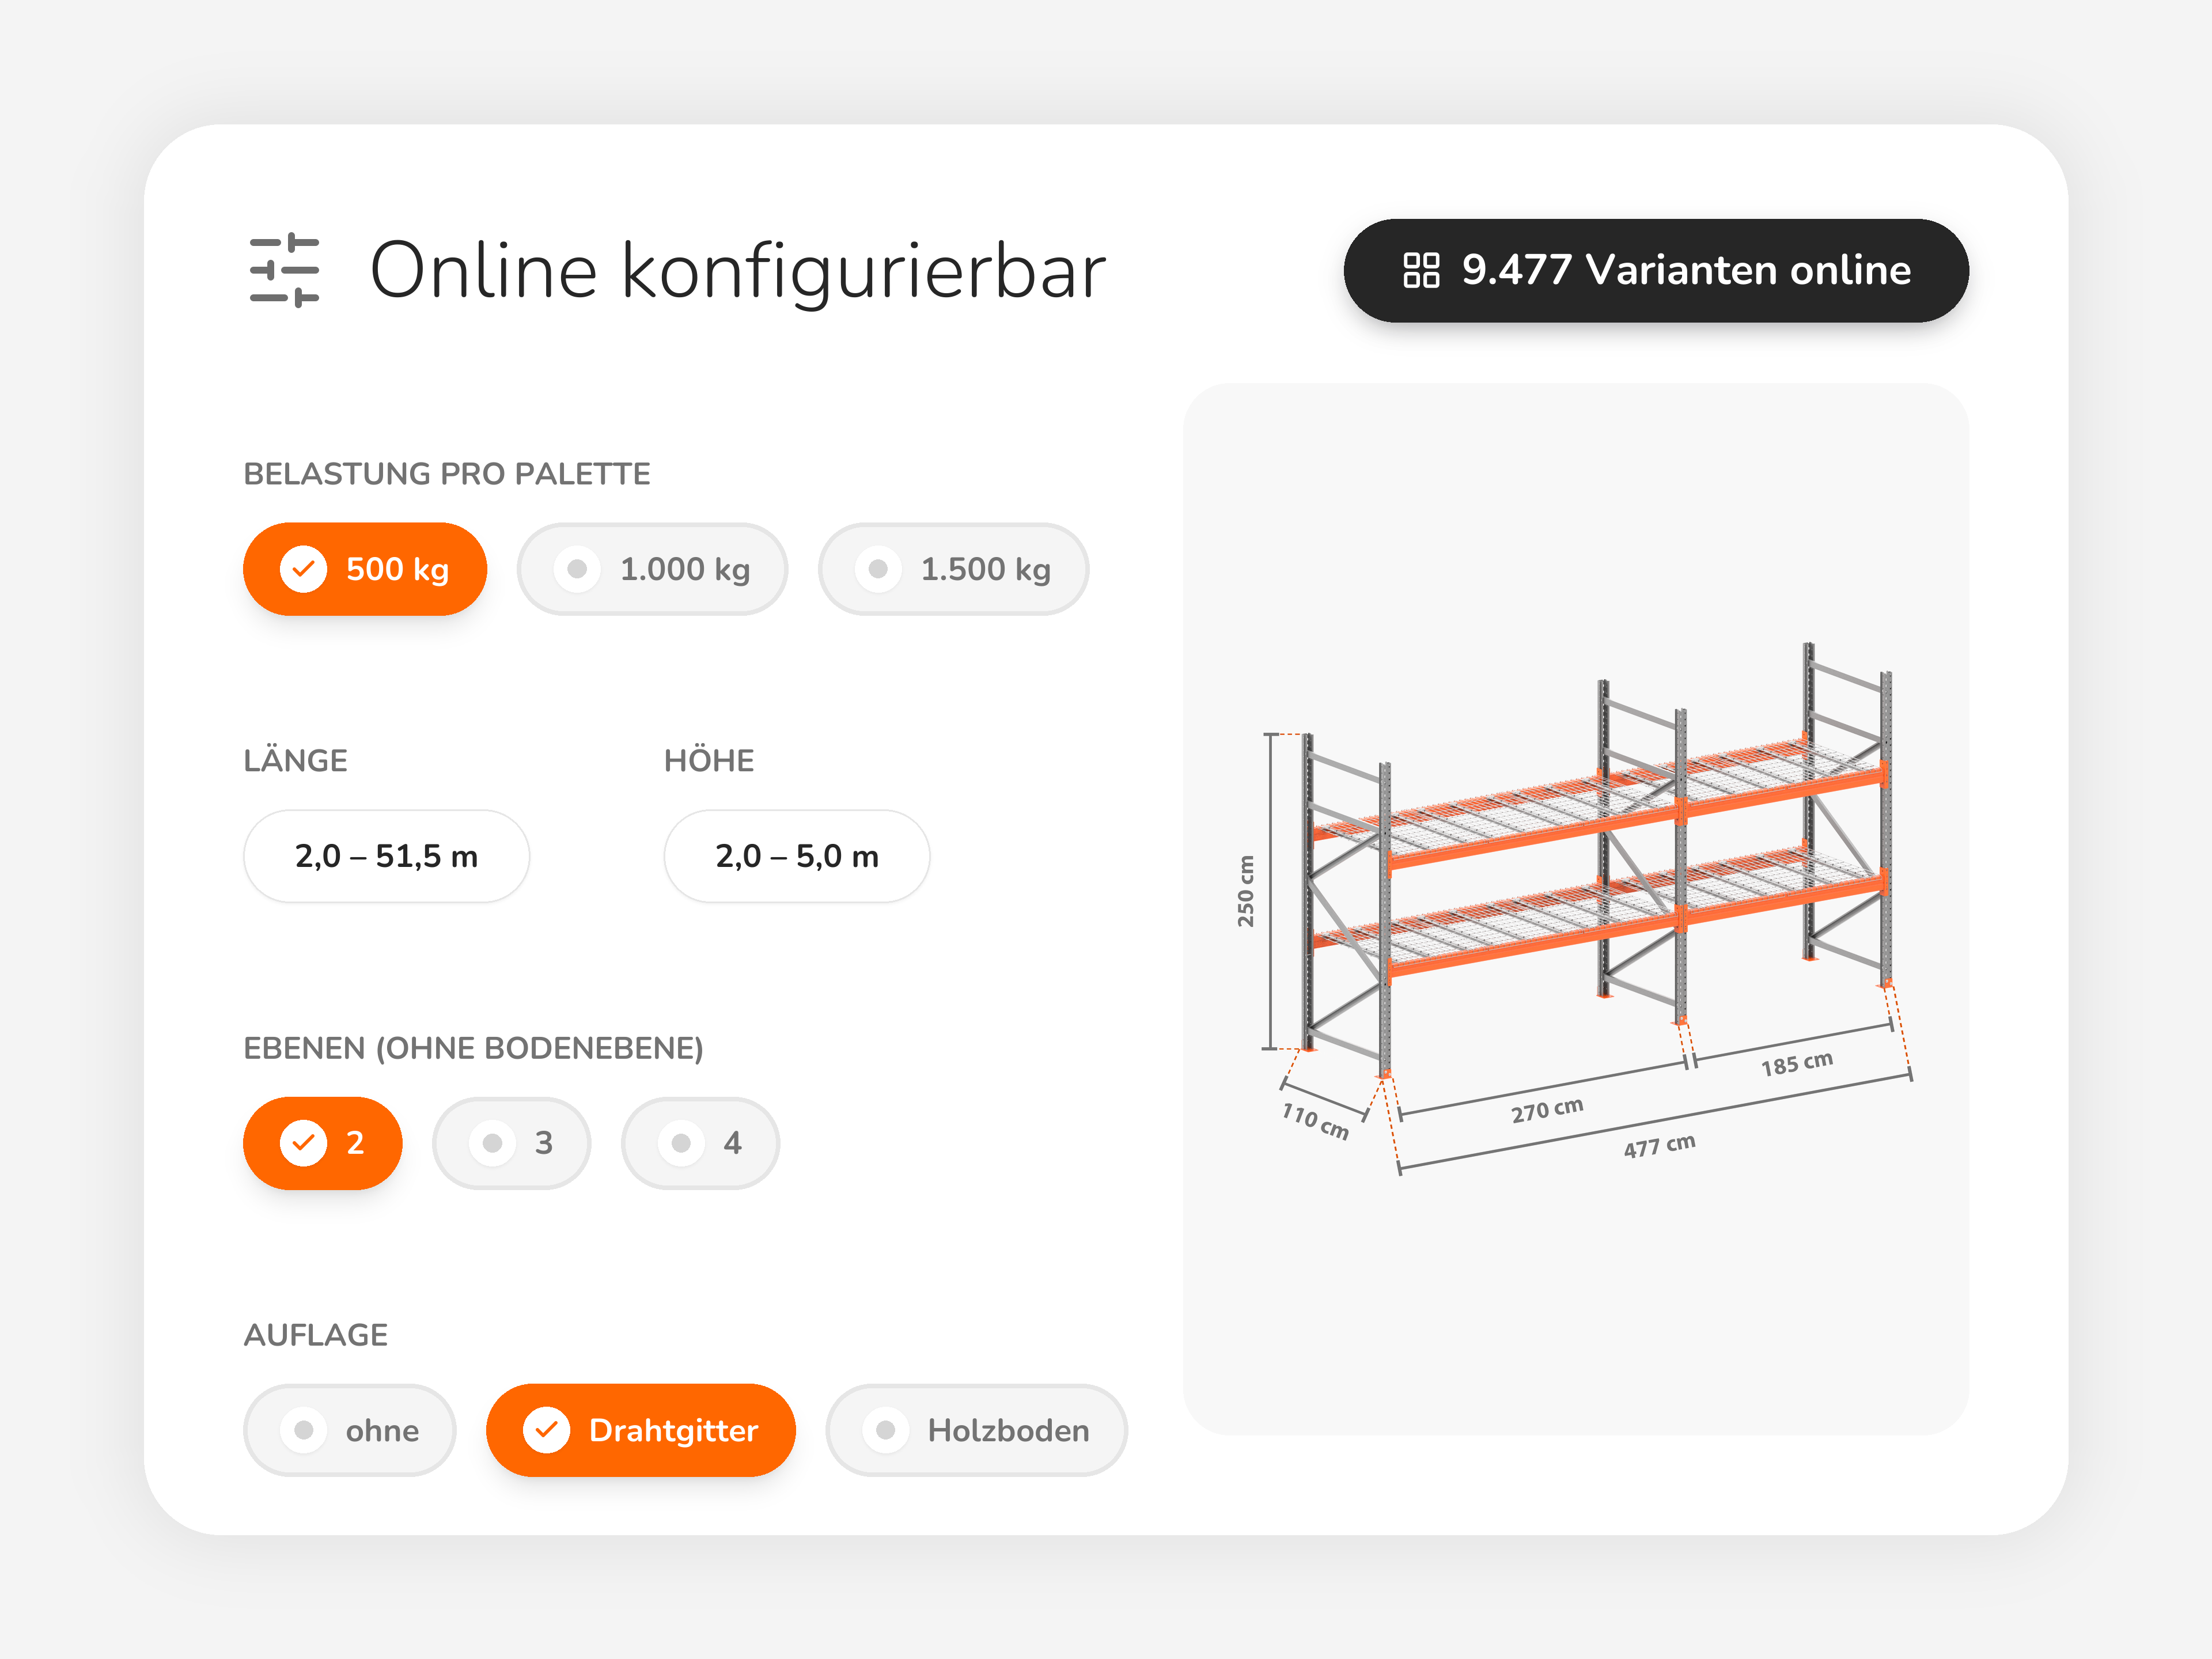 Online konfigurierbar
9.477 Varianten online
BELASTUNG PRO PALETTE
500 kg
1.000 kg
1.500 kg
LÄNGE
HÖHE
2,0 – 51,5 m
2,0 – 5,0 m
EBENEN (OHNE BODENEBENE)
2
3
4
AUFLAGE
ohne
Drahtgitter
Holzboden
250 cm
110 cm
270 cm
185 cm
477 cm